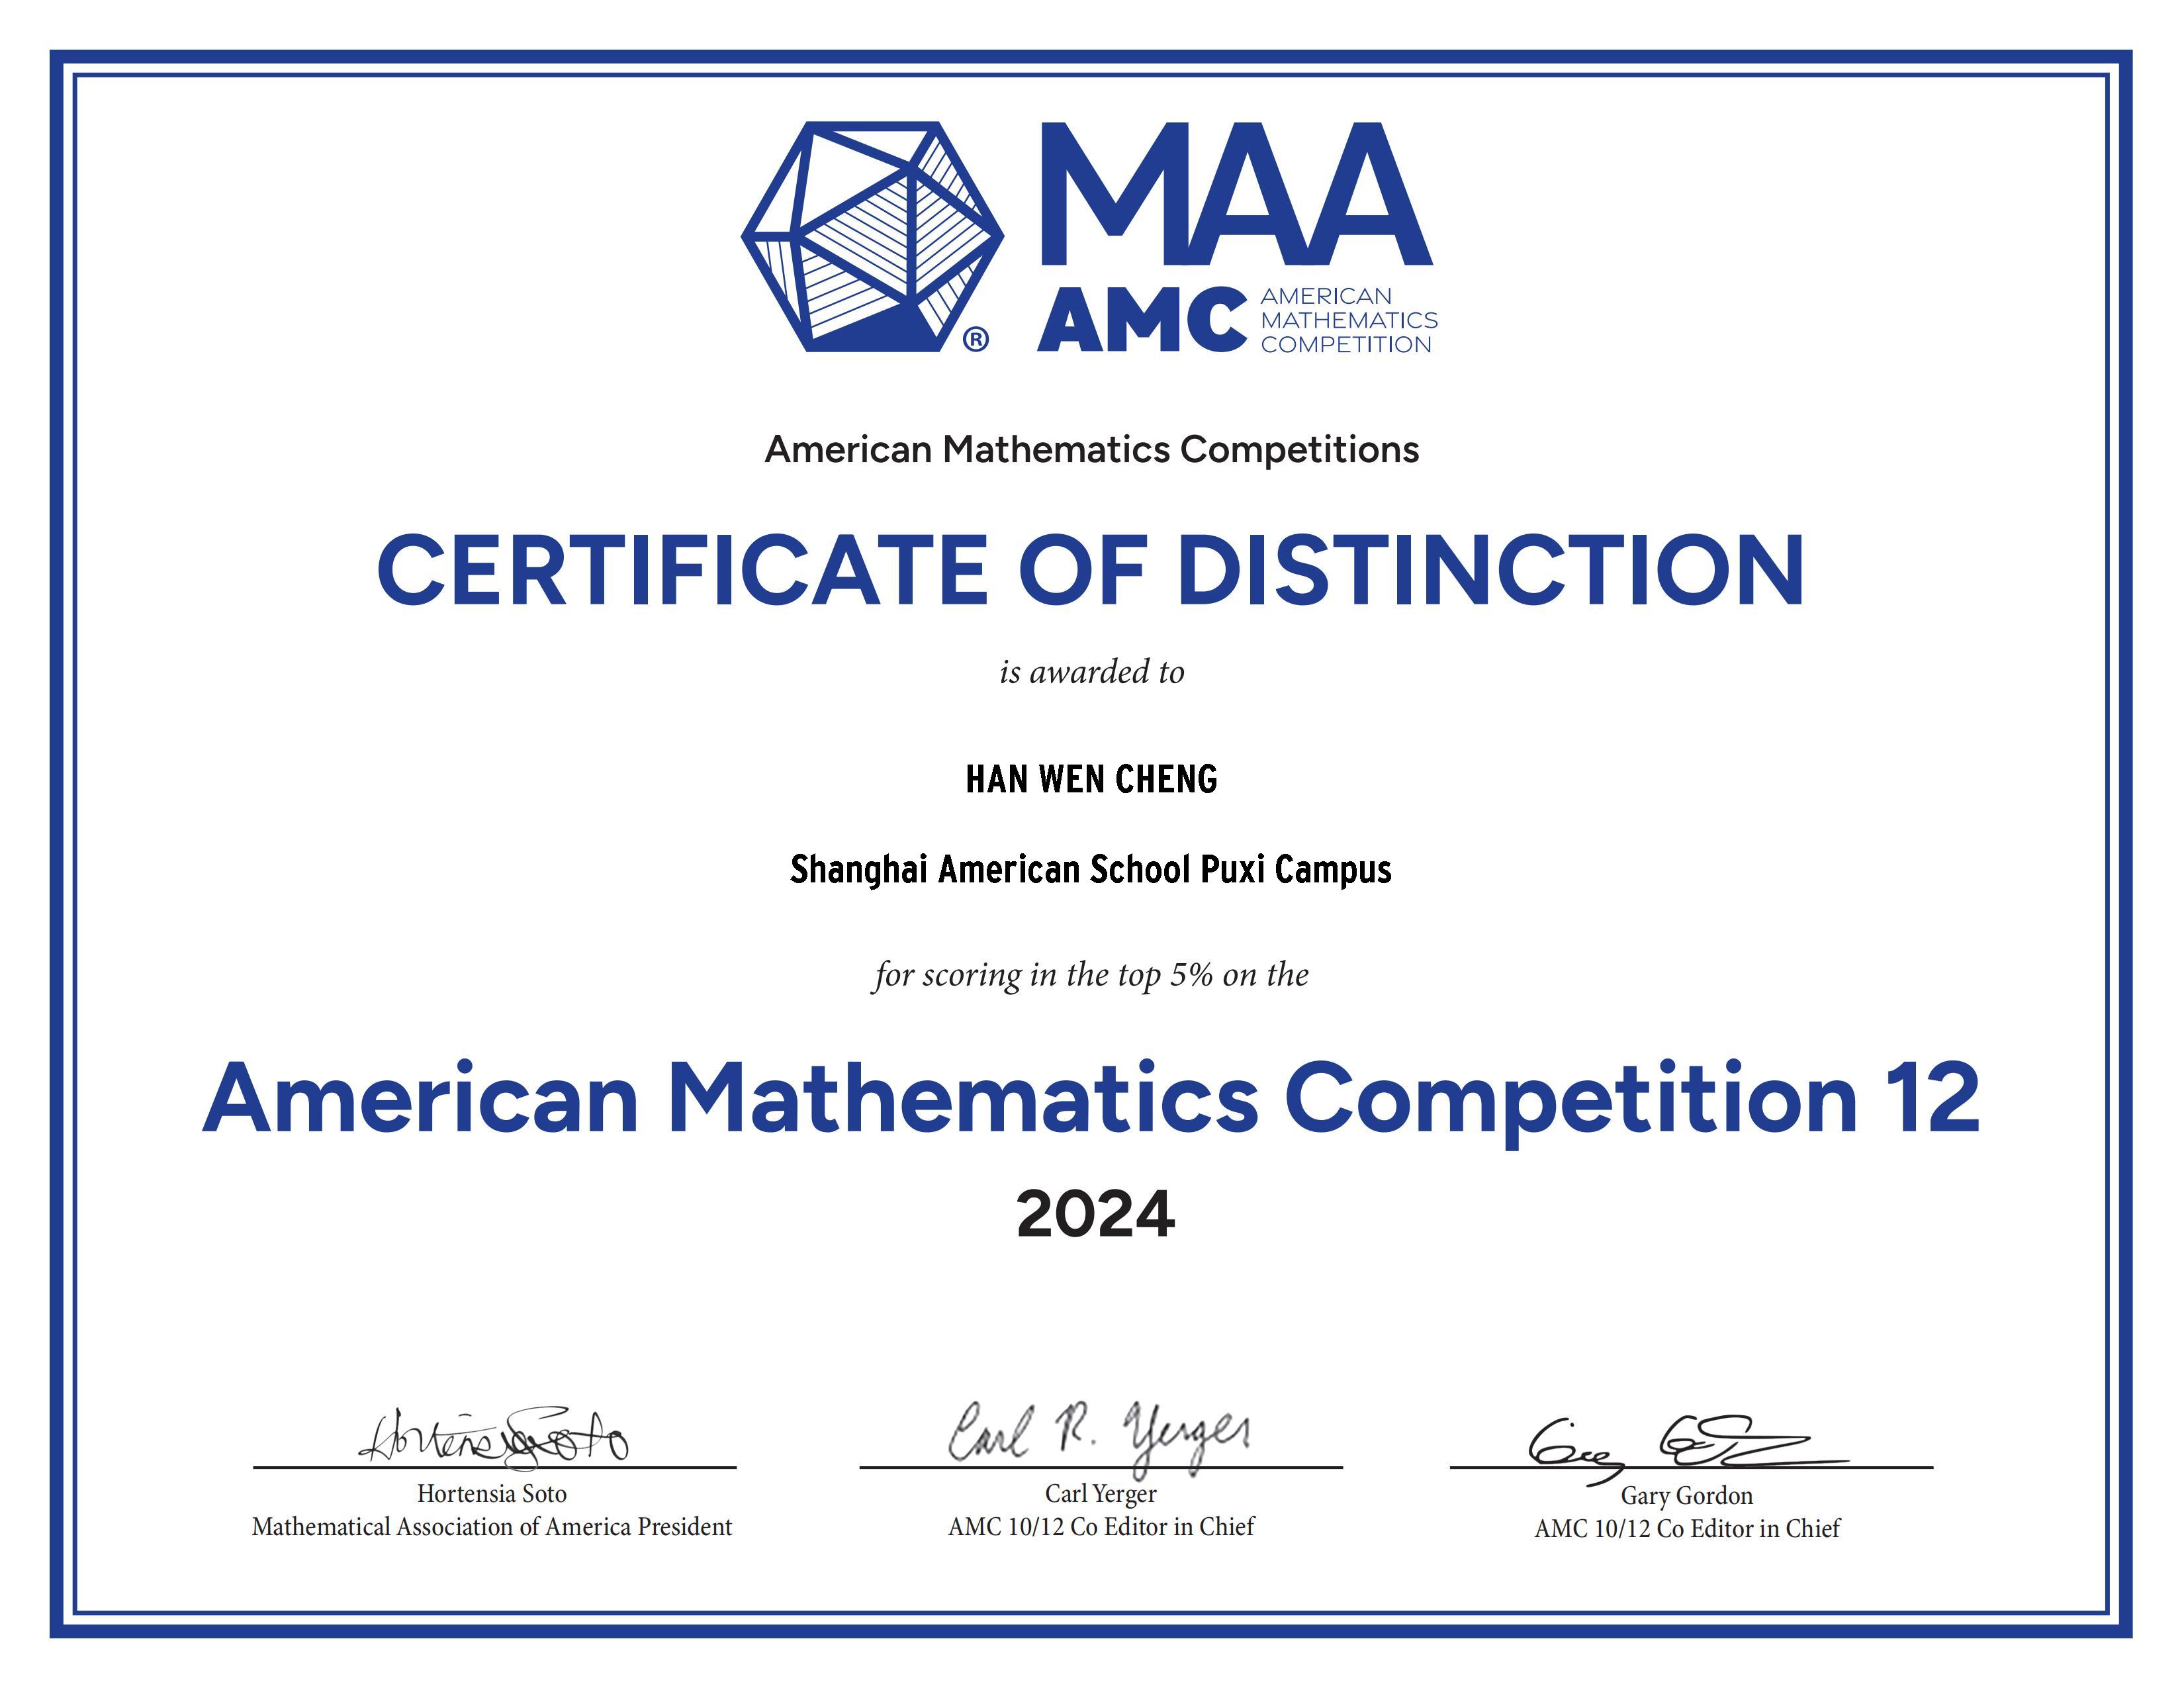 MAA
AMC
AMERICAN
MATHEMATICS
COMPETITION
®
American Mathematics Competitions
CERTIFICATE OF DISTINCTION
is awarded to
HAN WEN CHENG
Shanghai American School Puxi Campus
for scoring in the top 5% on the
American Mathematics Competition 12
2024
Hortensia Soto
Carl R. Yerger
Hortensia Soto
Mathematical Association of America President
Carl Yerger
AMC 10/12 Co Editor in Chief
Gary Gordon
AMC 10/12 Co Editor in Chief